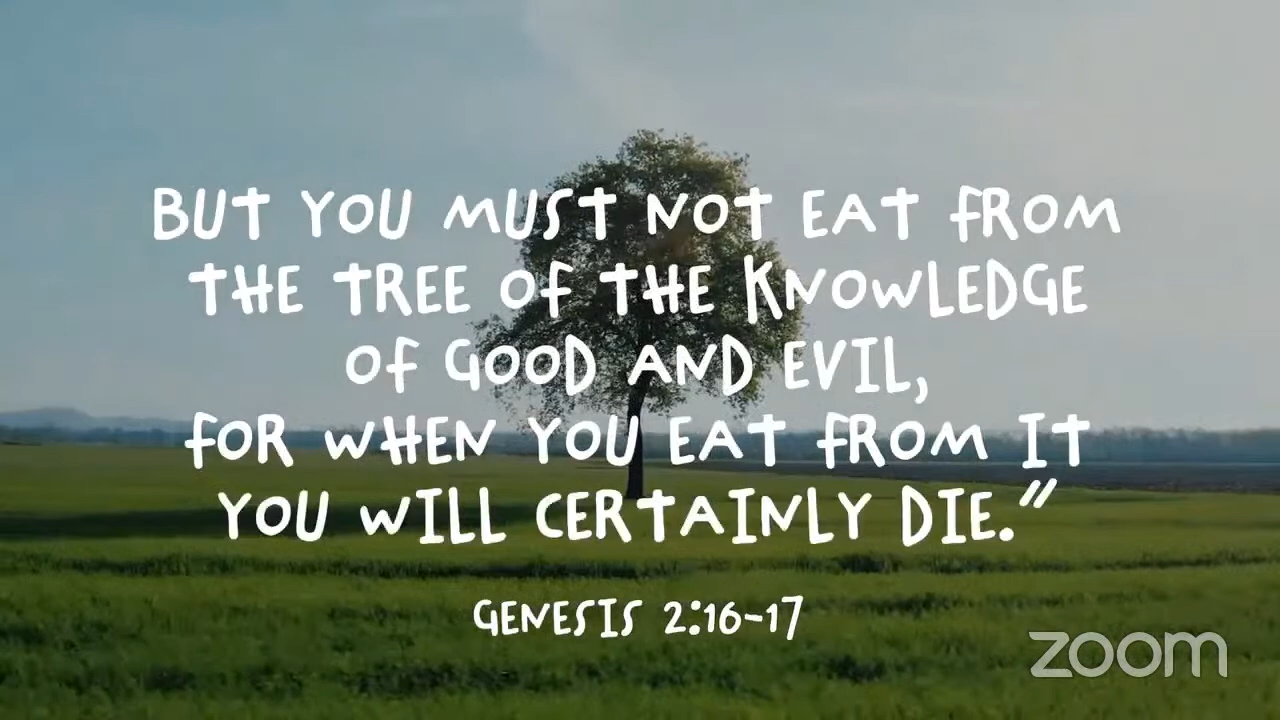 BUT YOU MUST NOT EAT FROM
THE TREE OF THE KNOWLEDGE
OF GOOD AND EVIL,
FOR WHEN YOU EAT FROM IT
YOU WILL CERTAINLY DIE.”
GENESIS 2:16-17
zoom